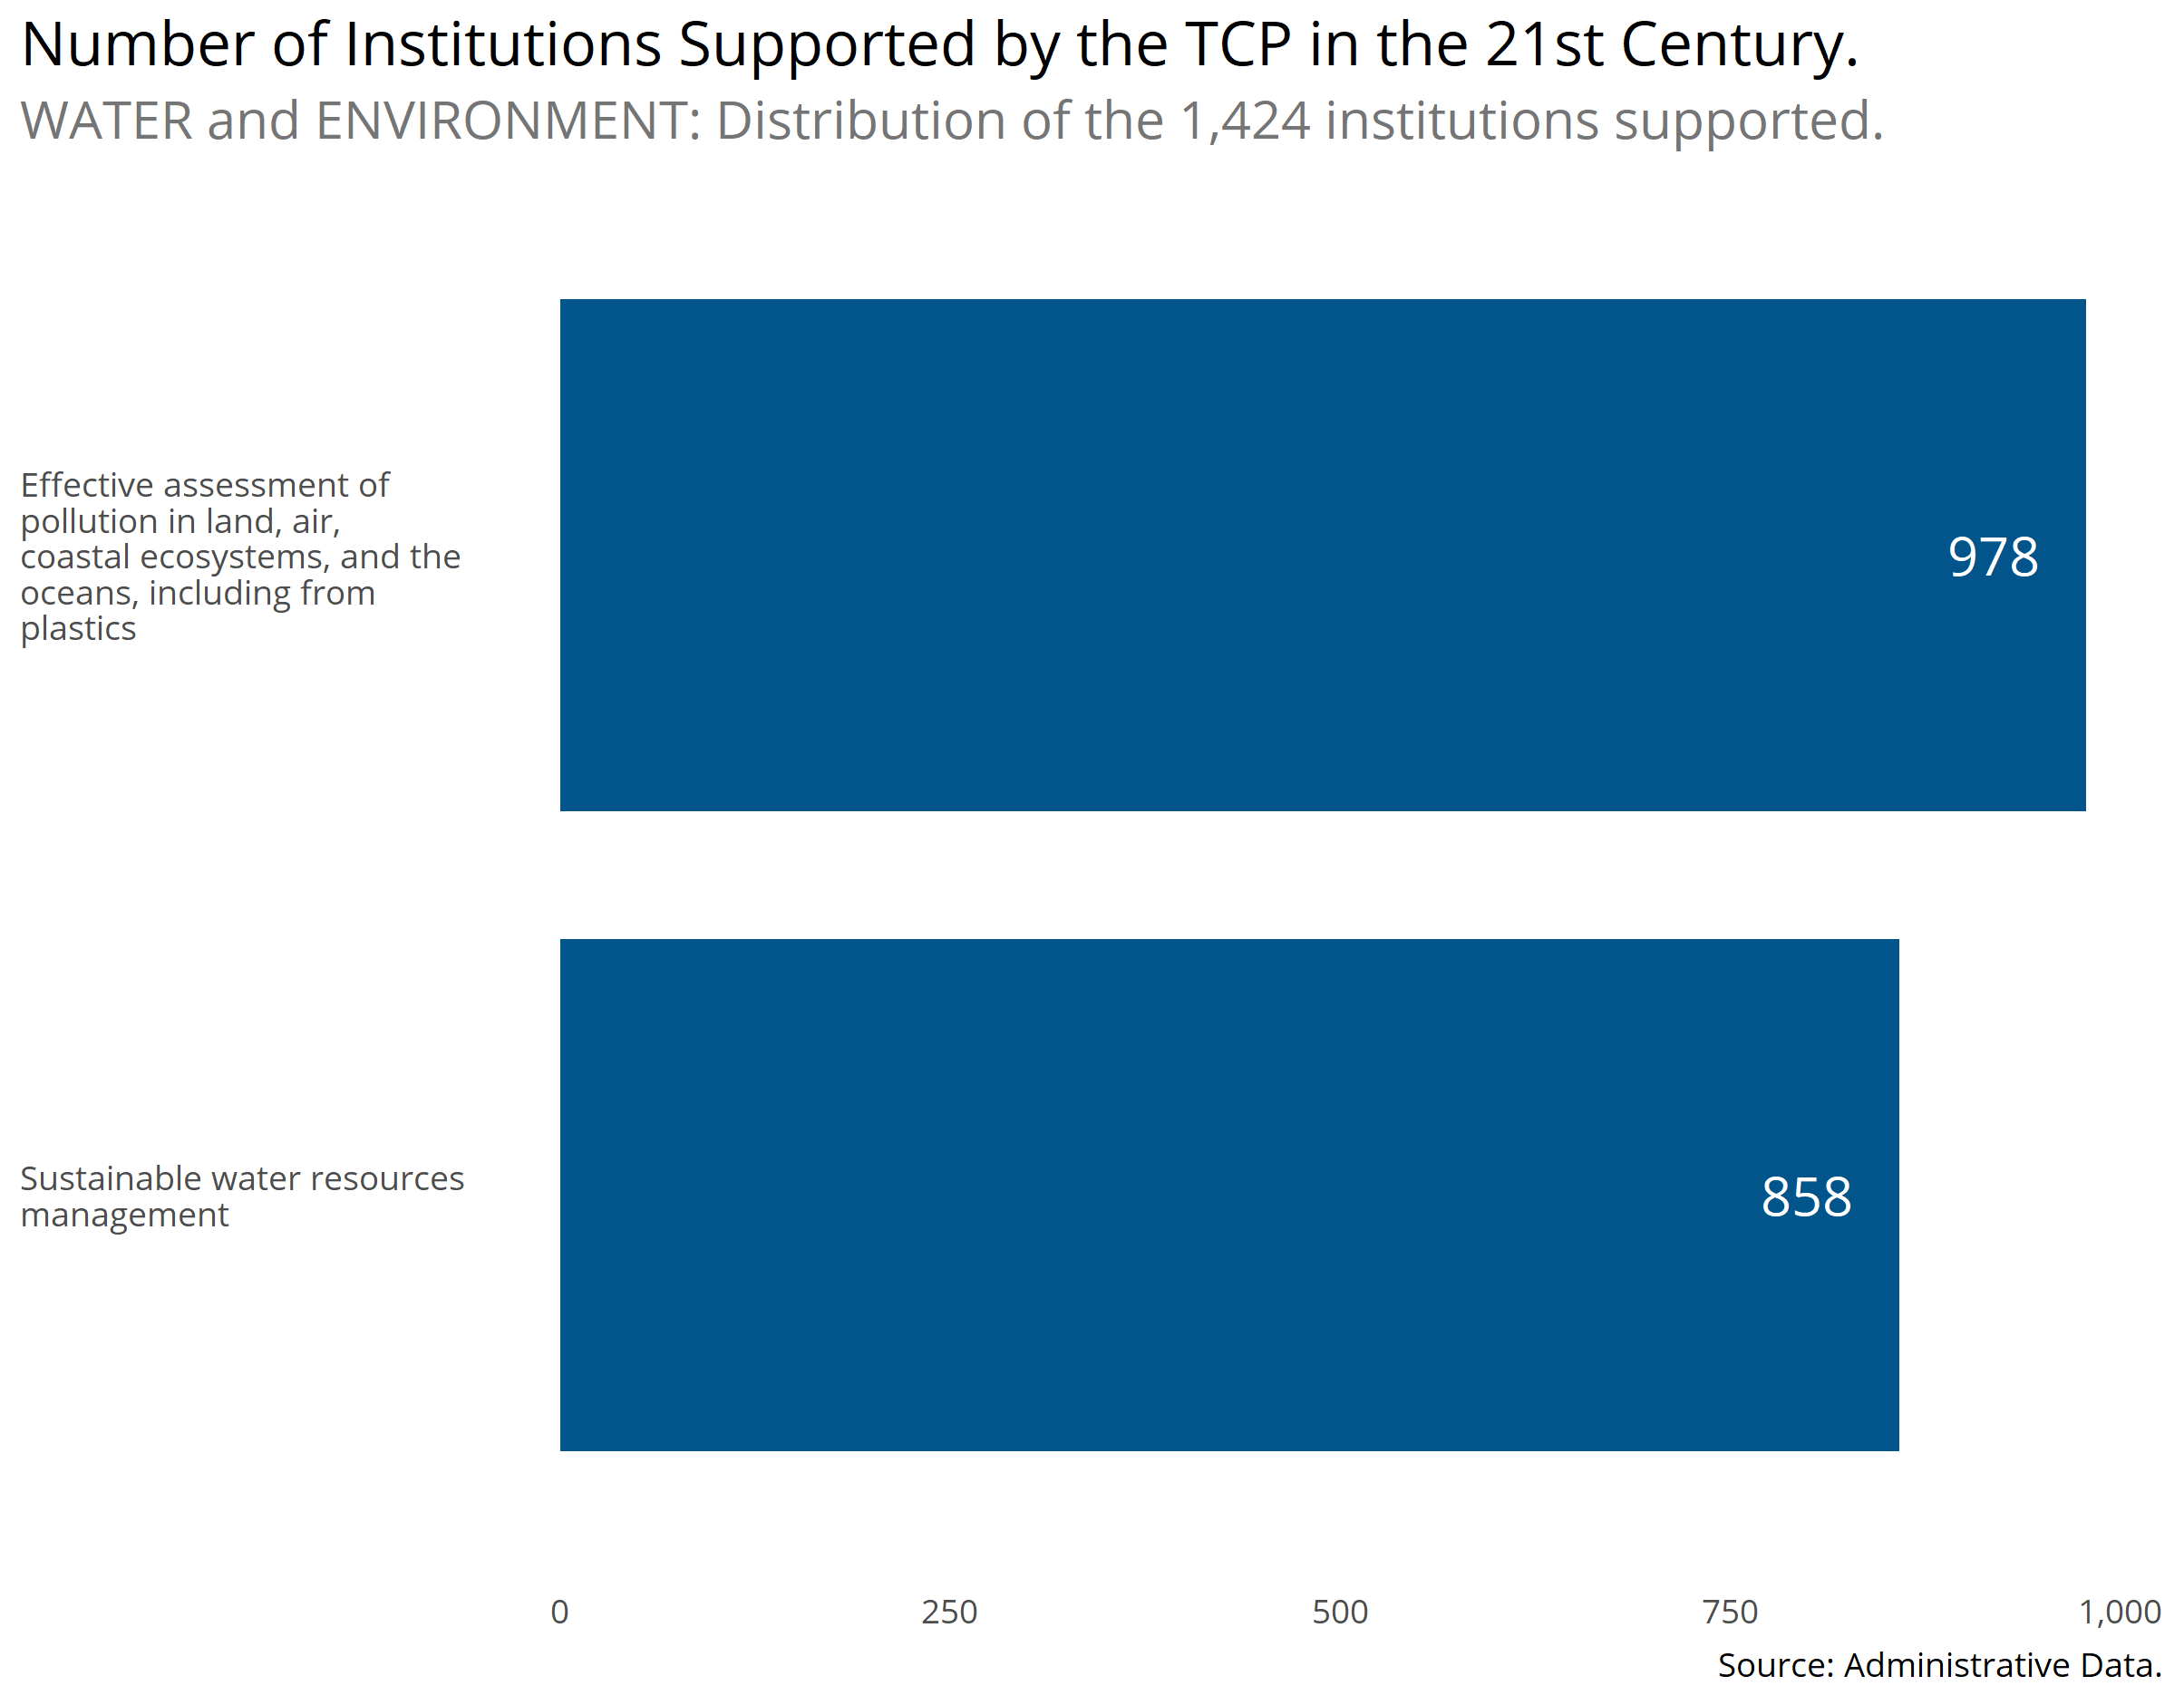 Number of Institutions Supported by the TCP in the 21st Century.
WATER and ENVIRONMENT: Distribution of the 1,424 institutions supported.
Effective assessment of
pollution in land, air,
coastal ecosystems, and the
oceans, including from
plastics
978
Sustainable water resources
management
858
0 250 500 750 1,000
Source: Administrative Data.